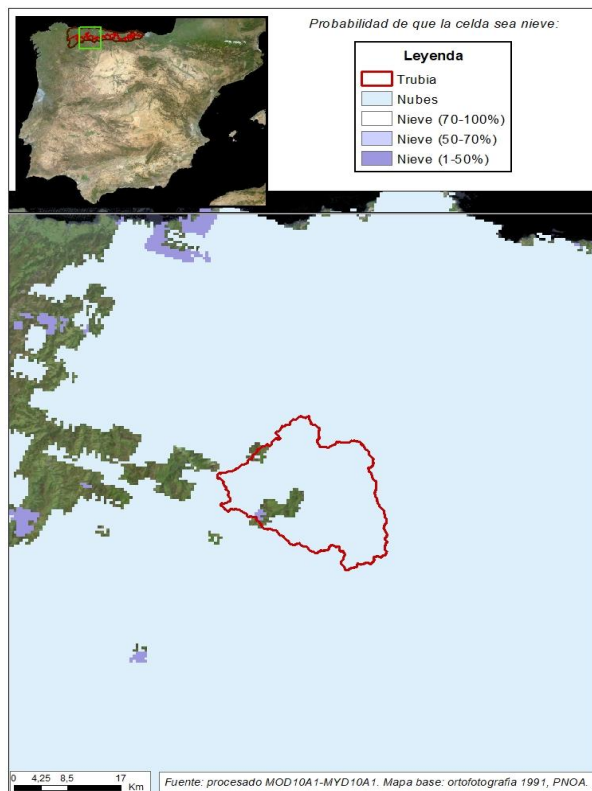 Probabilidad de que la celda sea nieve:
Leyenda
Trubia
Nubes
Nieve (70-100%)
Nieve (50-70%)
Nieve (1-50%)
0 4,25 8,5 17
Km
Fuente: procesado MOD10A1-MYD10A1. Mapa base: ortofotografía 1991, PNOA.